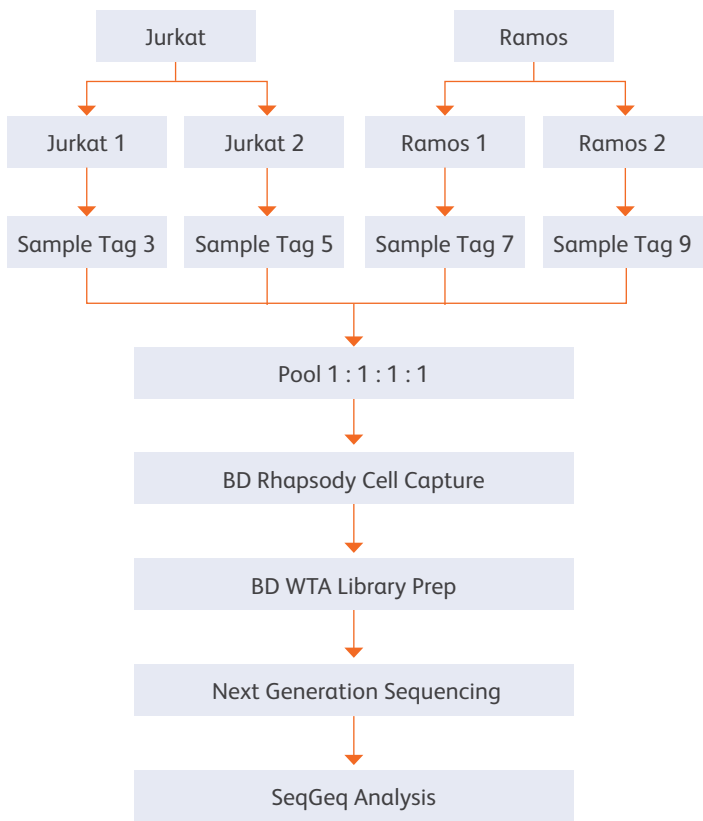 Jurkat
Ramos
Jurkat 1
Jurkat 2
Ramos 1
Ramos 2
Sample Tag 3
Sample Tag 5
Sample Tag 7
Sample Tag 9
Pool 1 : 1 : 1 : 1
BD Rhapsody Cell Capture
BD WTA Library Prep
Next Generation Sequencing
SeqGeq Analysis